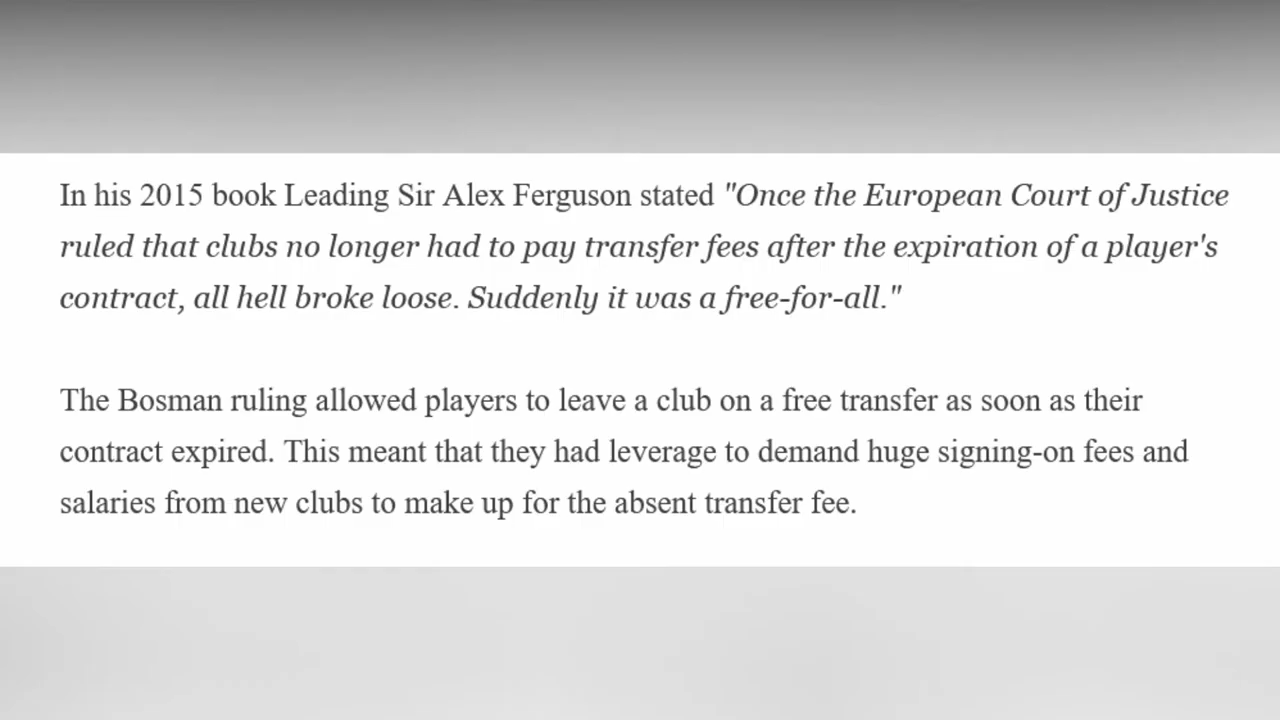 In his 2015 book Leading Sir Alex Ferguson stated "Once the European Court of Justice
ruled that clubs no longer had to pay transfer fees after the expiration of a player's
contract, all hell broke loose. Suddenly it was a free-for-all."
The Bosman ruling allowed players to leave a club on a free transfer as soon as their
contract expired. This meant that they had leverage to demand huge signing-on fees and
salaries from new clubs to make up for the absent transfer fee.